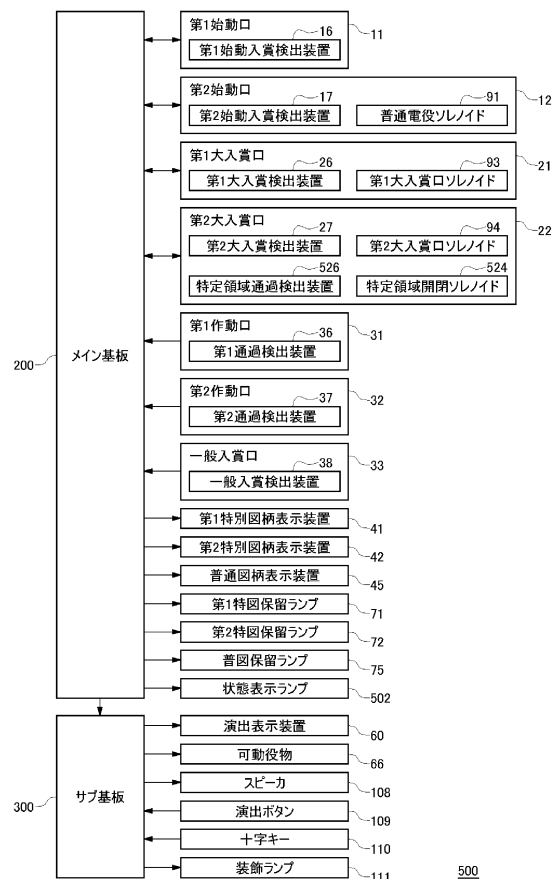 第1始動口
16
11
第1始動入賞検出装置
第2始動口
17
91
12
第2始動入賞検出装置
普通電役ソレノイド
第1大入賞口
26
93
21
第1大入賞検出装置
第1大入賞口ソレノイド
第2大入賞口
27
94
22
第2大入賞検出装置
第2大入賞口ソレノイド
526
524
特定領域通過検出装置
特定領域開閉ソレノイド
第1作動口
36
31
第1通過検出装置
200
メイン基板
第2作動口
37
32
第2通過検出装置
一般入賞口
38
33
一般入賞検出装置
第1特別図柄表示装置
41
第2特別図柄表示装置
42
普通図柄表示装置
45
第1特図保留ランプ
71
第2特図保留ランプ
72
普図保留ランプ
75
状態表示ランプ
502
演出表示装置
60
可動役物
66
300
サブ基板
スピーカ
108
演出ボタン
109
十字キー
110
装飾ランプ
111
500